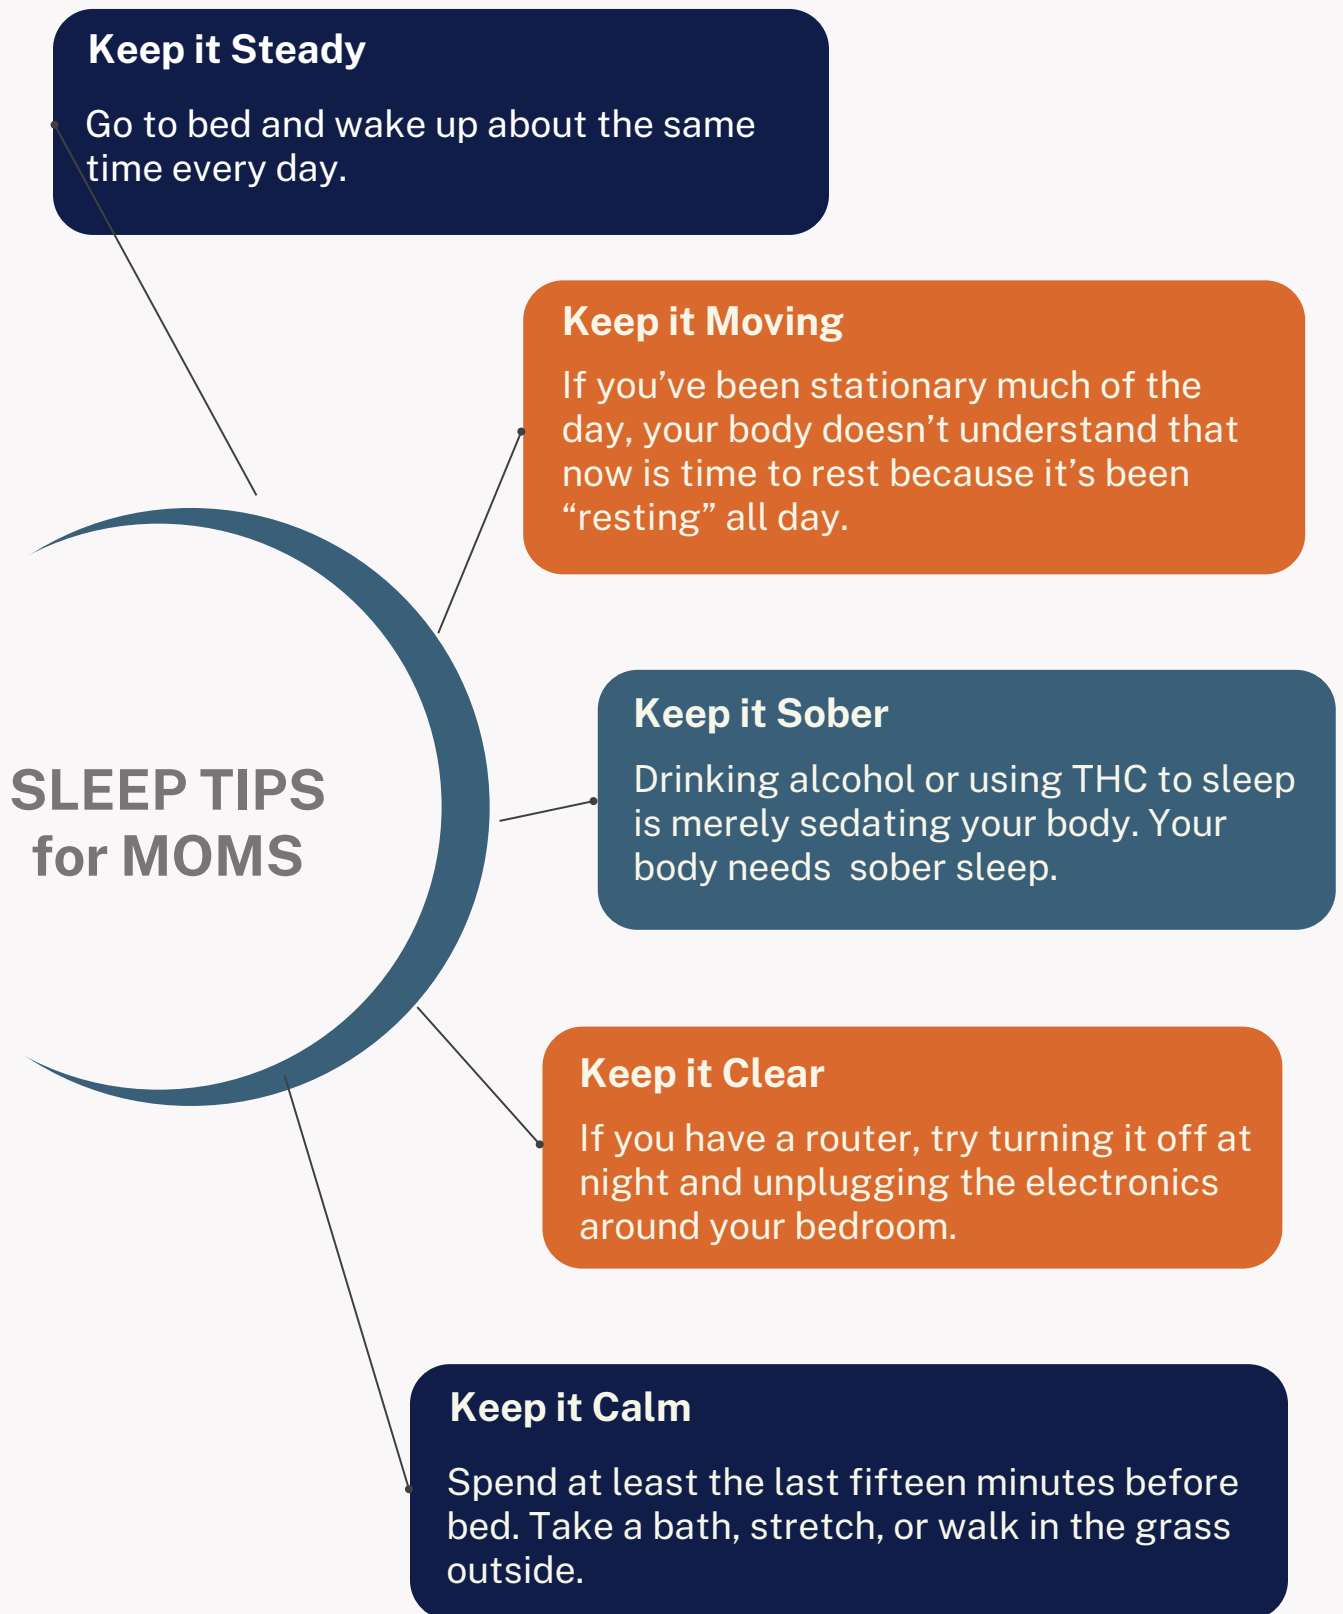 Keep it Steady
Go to bed and wake up about the same
time every day.
Keep it Moving
If you’ve been stationary much of the
day, your body doesn’t understand that
now is time to rest because it’s been
“resting” all day.
SLEEP TIPS
for MOMS
Keep it Sober
Drinking alcohol or using THC to sleep
is merely sedating your body. Your
body needs  sober sleep.
Keep it Clear
If you have a router, try turning it off at
night and unplugging the electronics
around your bedroom.
Keep it Calm
Spend at least the last fifteen minutes before
bed. Take a bath, stretch, or walk in the grass
outside.